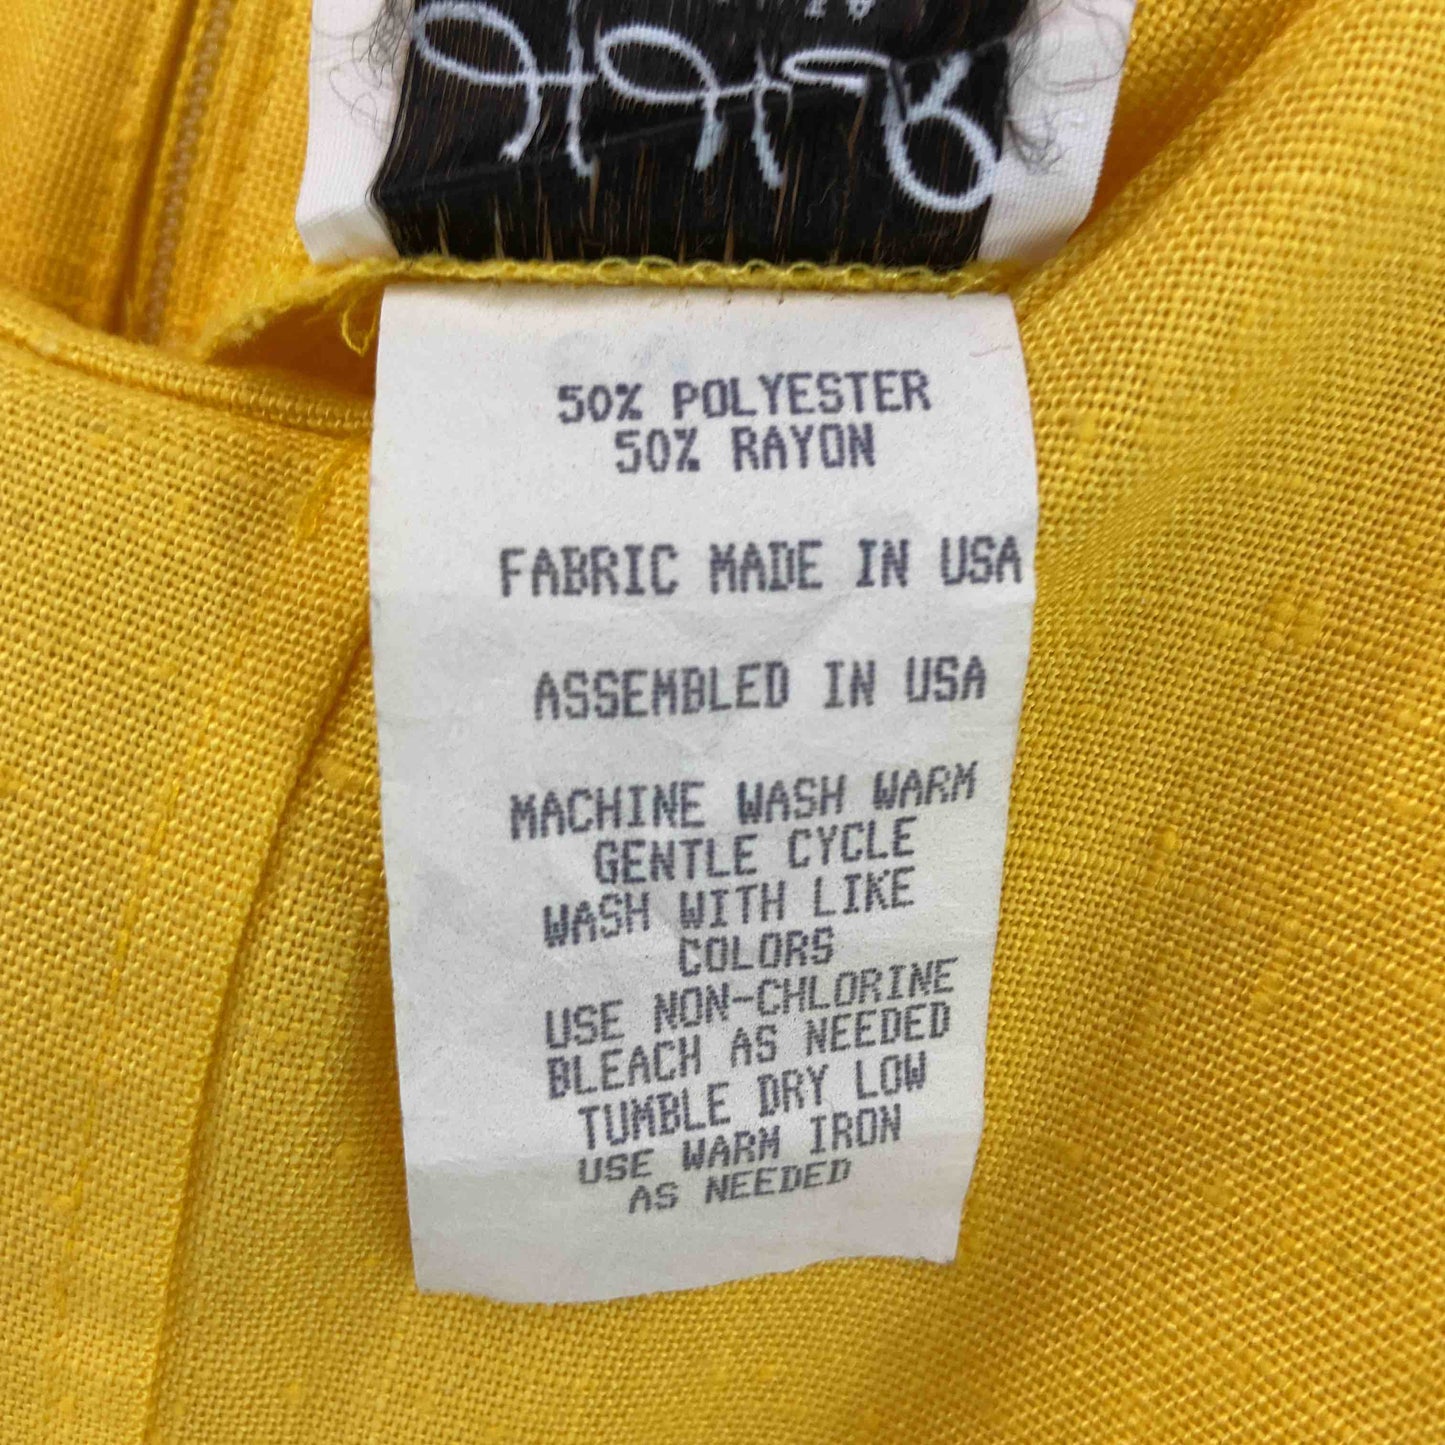 50% POLYESTER
50% RAYON
FABRIC MADE IN USA
ASSEMBLED IN USA
MACHINE WASH WARM
GENTLE CYCLE
WASH WITH LIKE
COLORS
USE NON-CHLORINE
BLEACH AS NEEDED
TUMBLE DRY LOW
USE WARM IRON
AS NEEDED